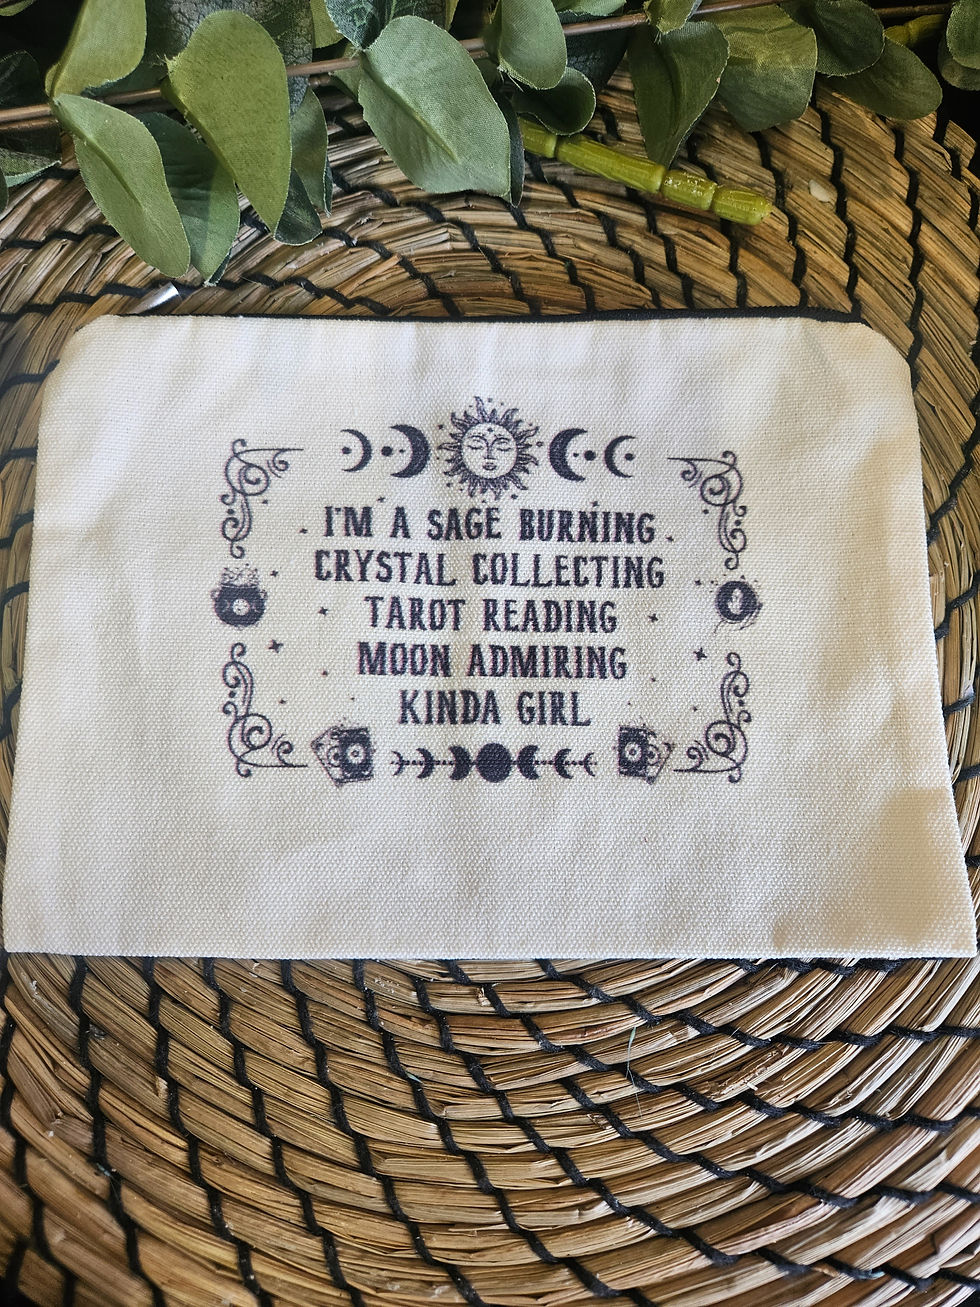 I'M A SAGE BURNING
CRYSTAL COLLECTING
TAROT READING
MOON ADMIRING
KINDA GIRL